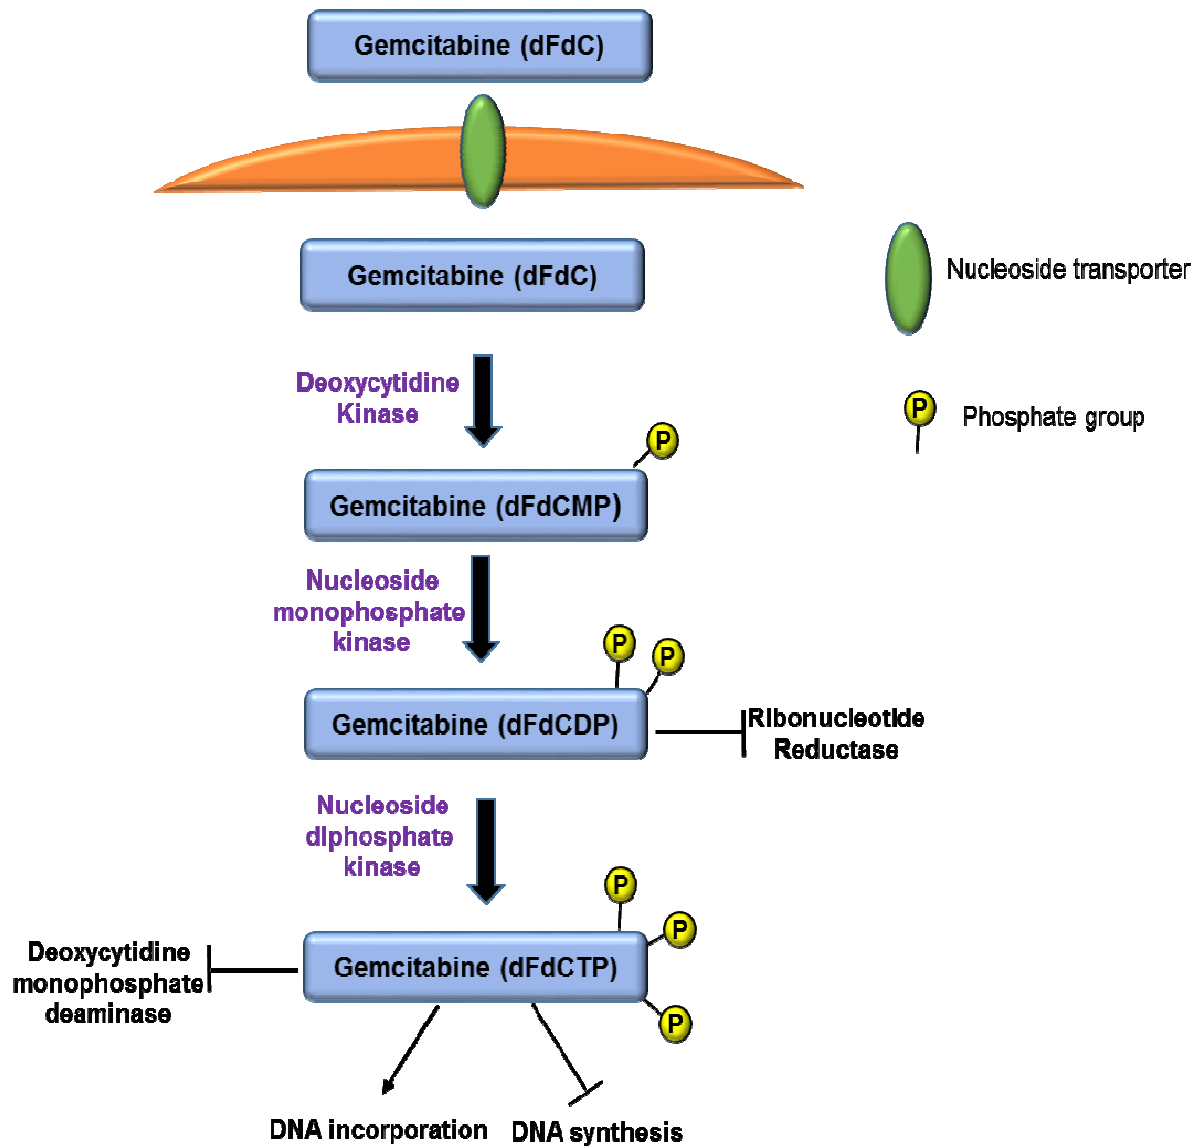 Gemcitabine (dFdC)
Gemcitabine (dFdC)
Nucleoside transporter
Deoxycytidine
Kinase
P
Phosphate group
P
Gemcitabine (dFdCMP)
Nucleoside
monophosphate
kinase
P
P
Gemcitabine (dFdCDP)
Ribonucleotide
Reductase
Nucleoside
diphosphate
kinase
P
P
P
Gemcitabine (dFdCTP)
Deoxycytidine
monophosphate
deaminase
DNA incorporation
DNA synthesis